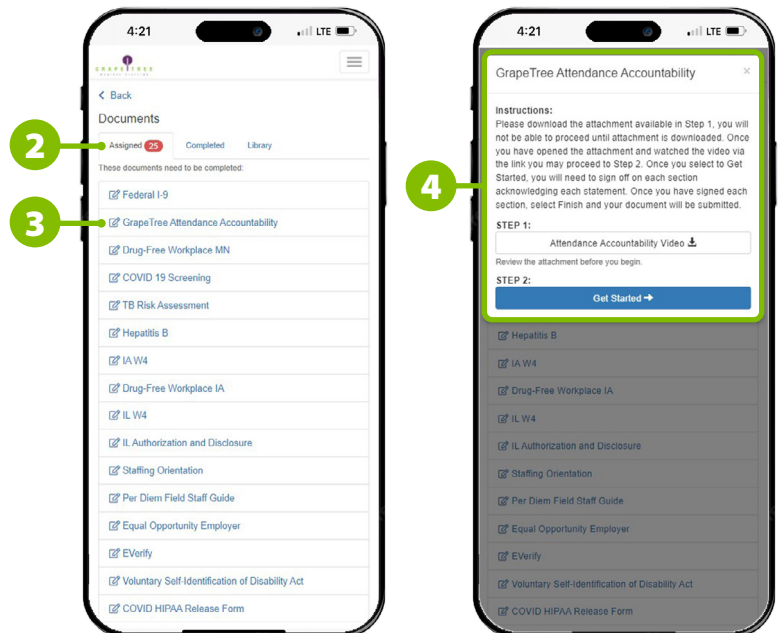 4:21
LTE
GRAPETREE
MEDICAL STAFFING
Back
Documents
Assigned 25 Completed Library
These documents need to be completed:
Federal I-9
GrapeTree Attendance Accountability
Drug-Free Workplace MN
COVID 19 Screening
TB Risk Assessment
Hepatitis B
IA W4
Drug-Free Workplace IA
IL W4
IL Authorization and Disclosure
Staffing Orientation
Per Diem Field Staff Guide
Equal Opportunity Employer
EVerify
Voluntary Self-Identification of Disability Act
COVID HIPAA Release Form
2
3
4:21
LTE
GrapeTree Attendance Accountability ×
Instructions:
Please download the attachment available in Step 1, you will
not be able to proceed until attachment is downloaded. Once
you have opened the attachment and watched the video via
the link you may proceed to Step 2. Once you select to Get
Started, you will need to sign off on each section
acknowledging each statement. Once you have signed each
section, select Finish and your document will be submitted.
STEP 1:
Attendance Accountability Video
Review the attachment before you begin.
STEP 2:
Get Started
4
Hepatitis B
IA W4
Drug-Free Workplace IA
IL W4
IL Authorization and Disclosure
Staffing Orientation
Per Diem Field Staff Guide
Equal Opportunity Employer
EVerify
Voluntary Self-Identification of Disability Act
COVID HIPAA Release Form